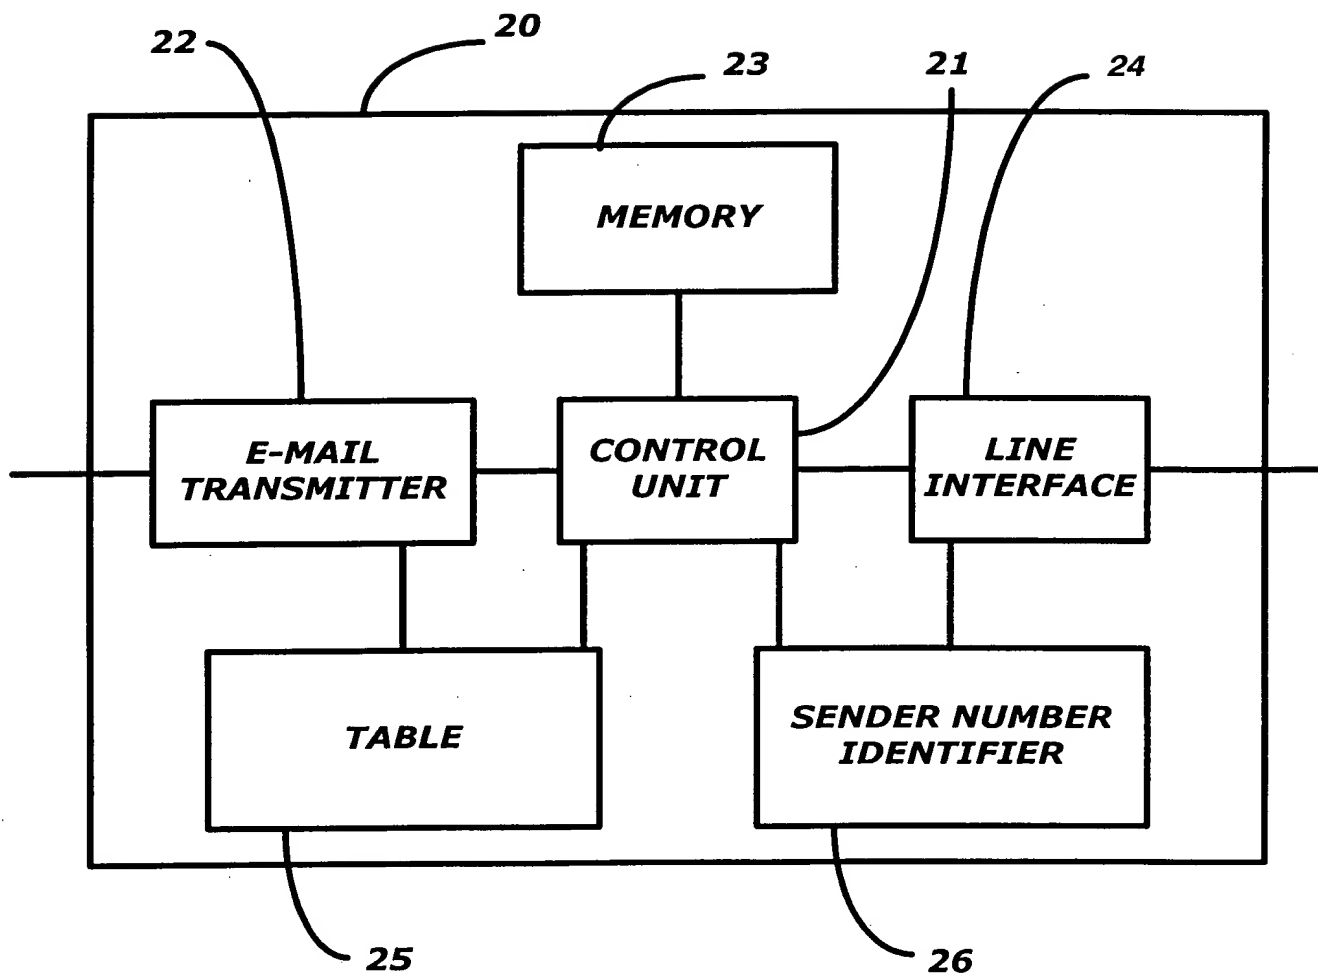 20
22
23
21
24
MEMORY
E-MAIL
TRANSMITTER
CONTROL
UNIT
LINE
INTERFACE
TABLE
SENDER NUMBER
IDENTIFIER
25
26